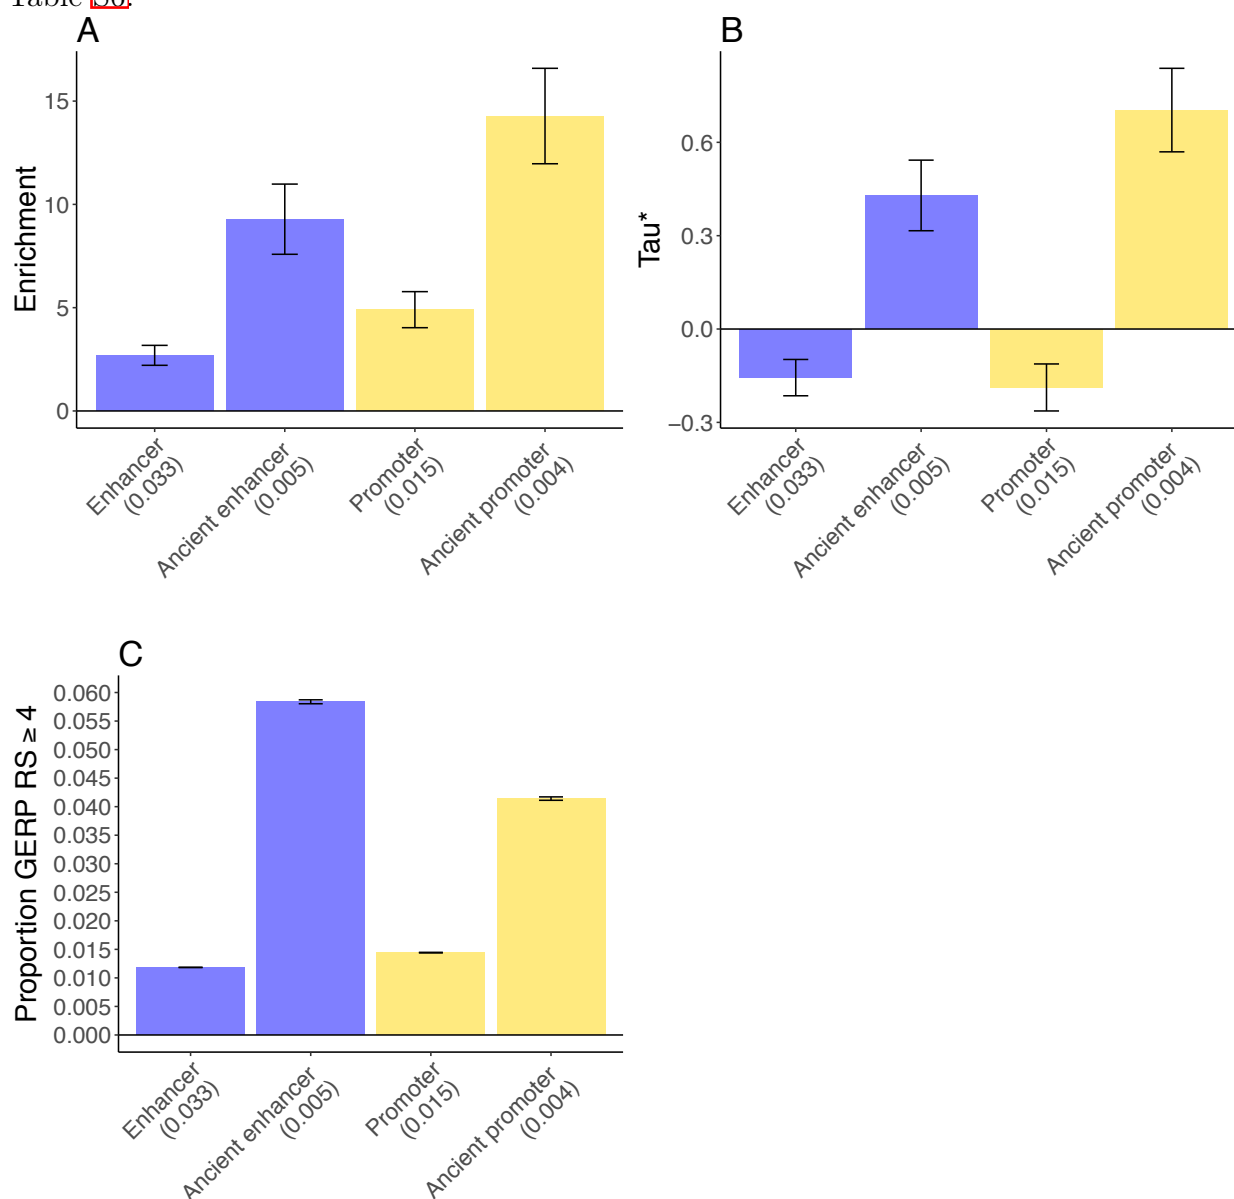 Table S6.
A
Enrichment
15
10
5
0
Enhancer
(0.033)
Ancient enhancer
(0.005)
Promoter
(0.015)
Ancient promoter
(0.004)
B
Tau*
0.6
0.3
0.0
−0.3
Enhancer
(0.033)
Ancient enhancer
(0.005)
Promoter
(0.015)
Ancient promoter
(0.004)
C
Proportion GERP RS ≥ 4
0.060
0.055
0.050
0.045
0.040
0.035
0.030
0.025
0.020
0.015
0.010
0.005
0.000
Enhancer
(0.033)
Ancient enhancer
(0.005)
Promoter
(0.015)
Ancient promoter
(0.004)